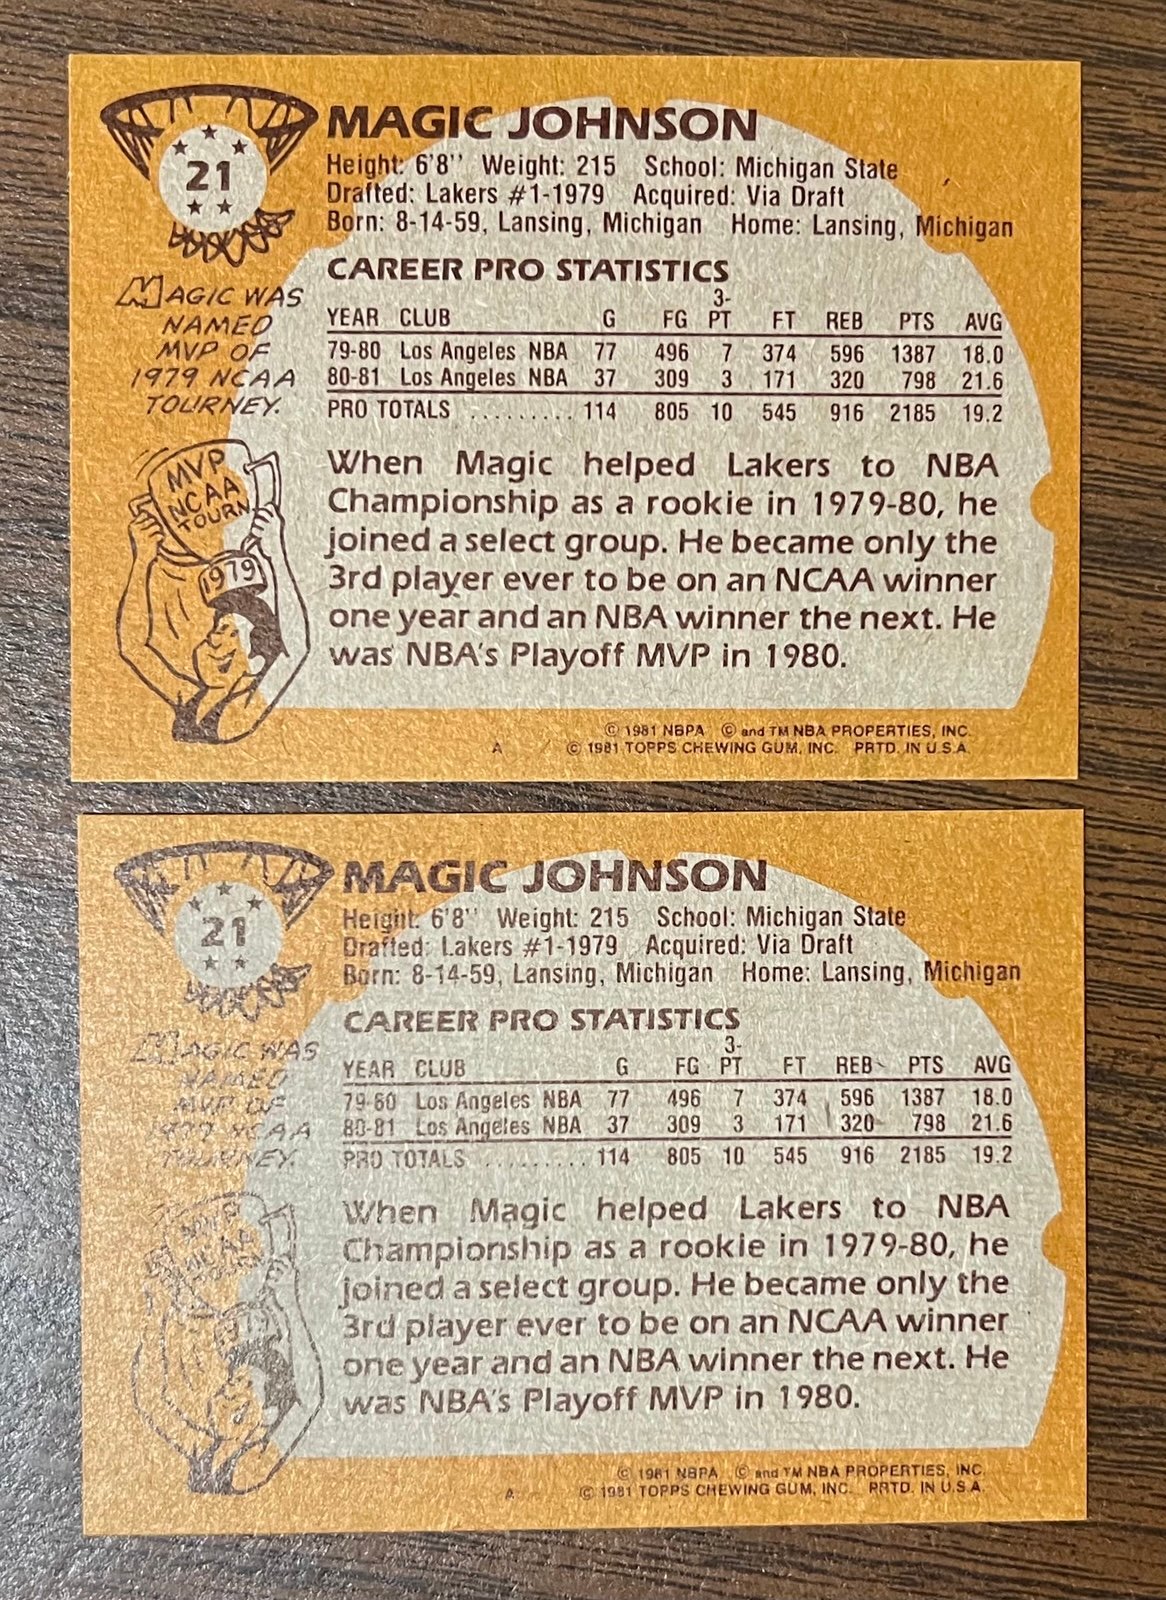 21
MAGIC JOHNSON
Height: 6'8'' Weight: 215 School: Michigan State
Drafted: Lakers #1-1979 Acquired: Via Draft
Born: 8-14-59, Lansing, Michigan Home: Lansing, Michigan
MAGIC WAS
NAMED
MVP OF
1979 NCAA
TOURNEY.
MVP
NCAA
TOURN
1979
CAREER PRO STATISTICS
YEAR CLUB G FG 3-PT FT REB PTS AVG
79-80 Los Angeles NBA 77 496 7 374 596 1387 18.0
80-81 Los Angeles NBA 37 309 3 171 320 798 21.6
PRO TOTALS .......... 114 805 10 545 916 2185 19.2
When Magic helped Lakers to NBA
Championship as a rookie in 1979-80, he
joined a select group. He became only the
3rd player ever to be on an NCAA winner
one year and an NBA winner the next. He
was NBA's Playoff MVP in 1980.
© 1981 NBPA © and TM NBA PROPERTIES, INC.
A © 1981 TOPPS CHEWING GUM, INC. PRTD. IN U.S.A.
21
MAGIC JOHNSON
Height: 6'8'' Weight: 215 School: Michigan State
Drafted: Lakers #1-1979 Acquired: Via Draft
Born: 8-14-59, Lansing, Michigan Home: Lansing, Michigan
MAGIC WAS
NAMED
MVP OF
1979 NCAA
TOURNEY.
MVP
NCAA
TOURN
CAREER PRO STATISTICS
YEAR CLUB G FG 3-PT FT REB PTS AVG
79-80 Los Angeles NBA 77 496 7 374 596 1387 18.0
80-81 Los Angeles NBA 37 309 3 171 320 798 21.6
PRO TOTALS .......... 114 805 10 545 916 2185 19.2
When Magic helped Lakers to NBA
Championship as a rookie in 1979-80, he
joined a select group. He became only the
3rd player ever to be on an NCAA winner
one year and an NBA winner the next. He
was NBA's Playoff MVP in 1980.
© 1981 NBPA © and TM NBA PROPERTIES, INC.
A © 1981 TOPPS CHEWING GUM, INC. PRTD. IN U.S.A.